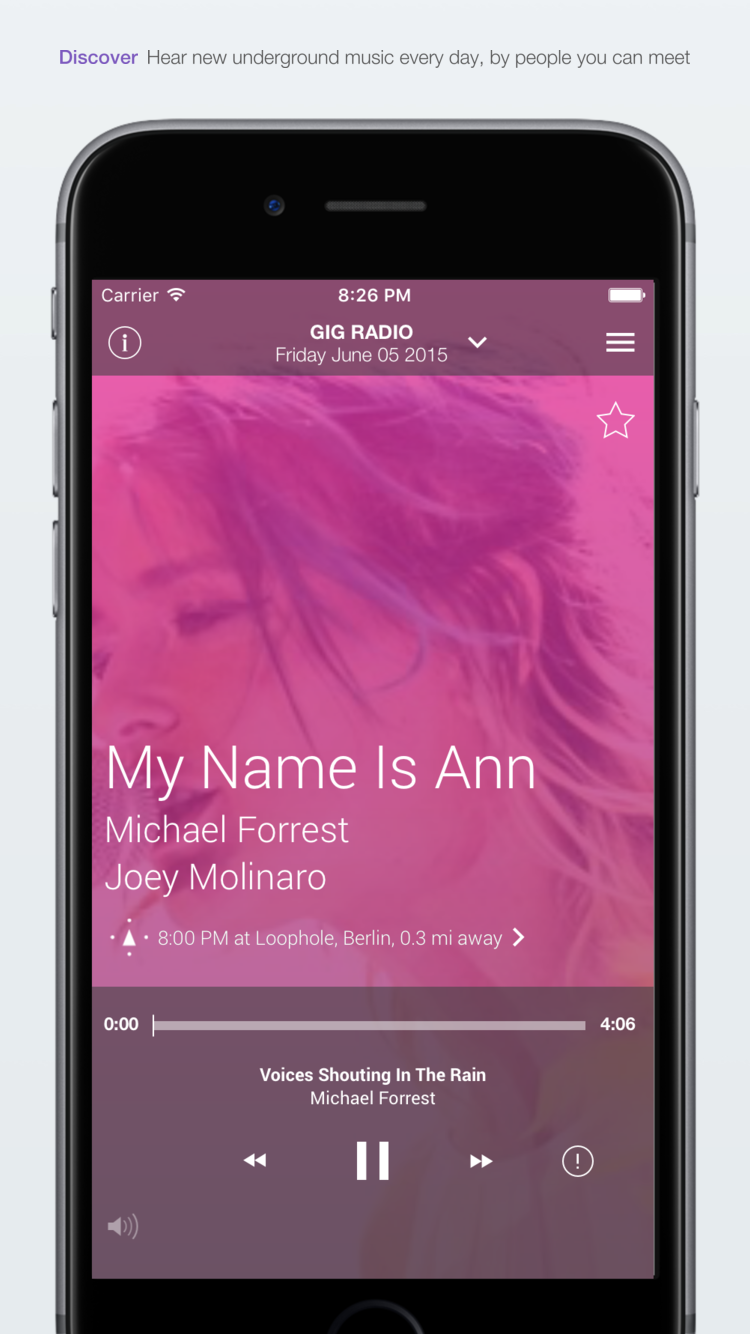 Discover Hear new underground music every day, by people you can meet
Carrier 8:26 PM
GIG RADIO
Friday June 05 2015
My Name Is Ann
Michael Forrest
Joey Molinaro
8:00 PM at Loophole, Berlin, 0.3 mi away
0:00 4:06
Voices Shouting In The Rain
Michael Forrest